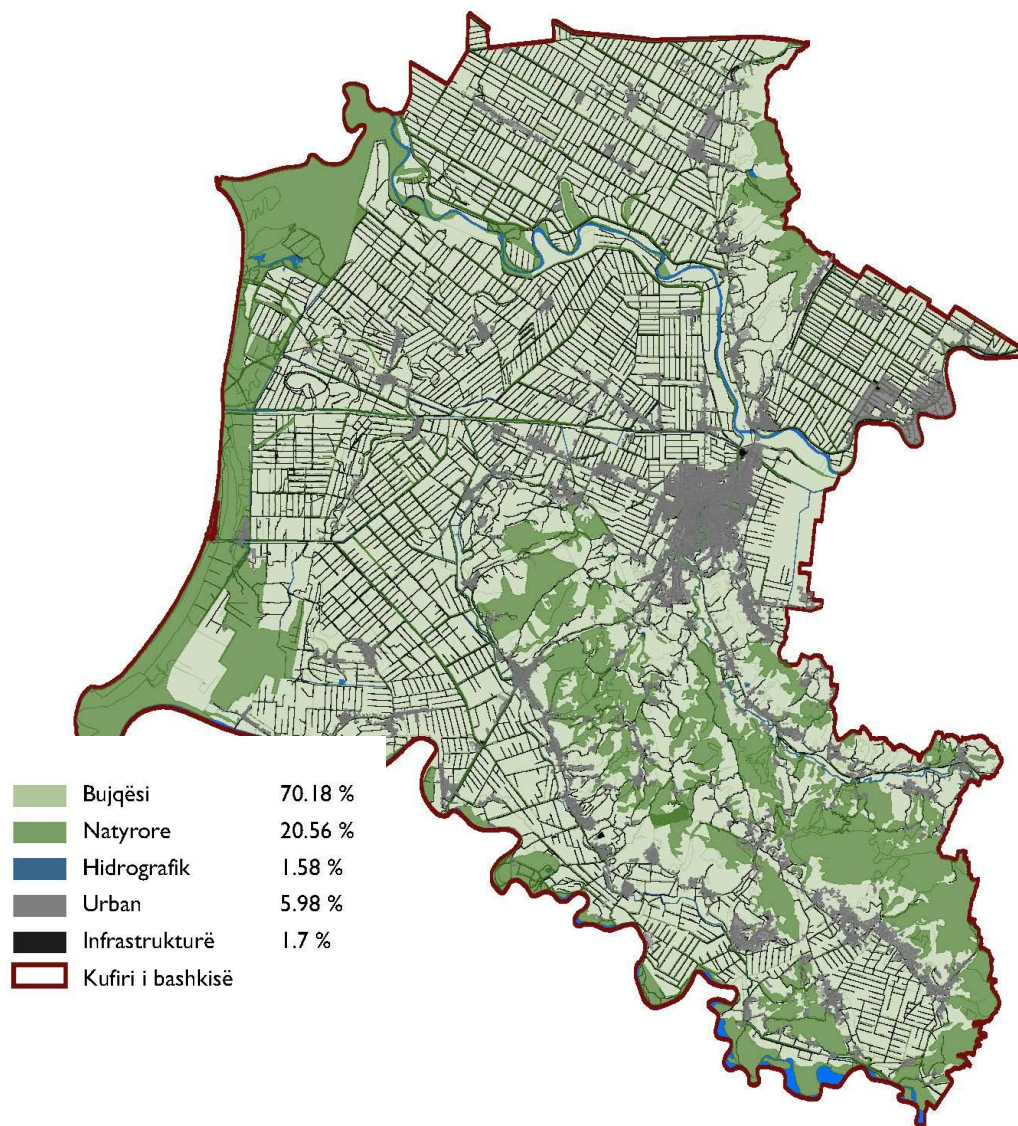 Bujqësi 70.18 %
Natyrore 20.56 %
Hidrografik 1.58 %
Urban 5.98 %
Infrastrukturë 1.7 %
Kufiri i bashkisë